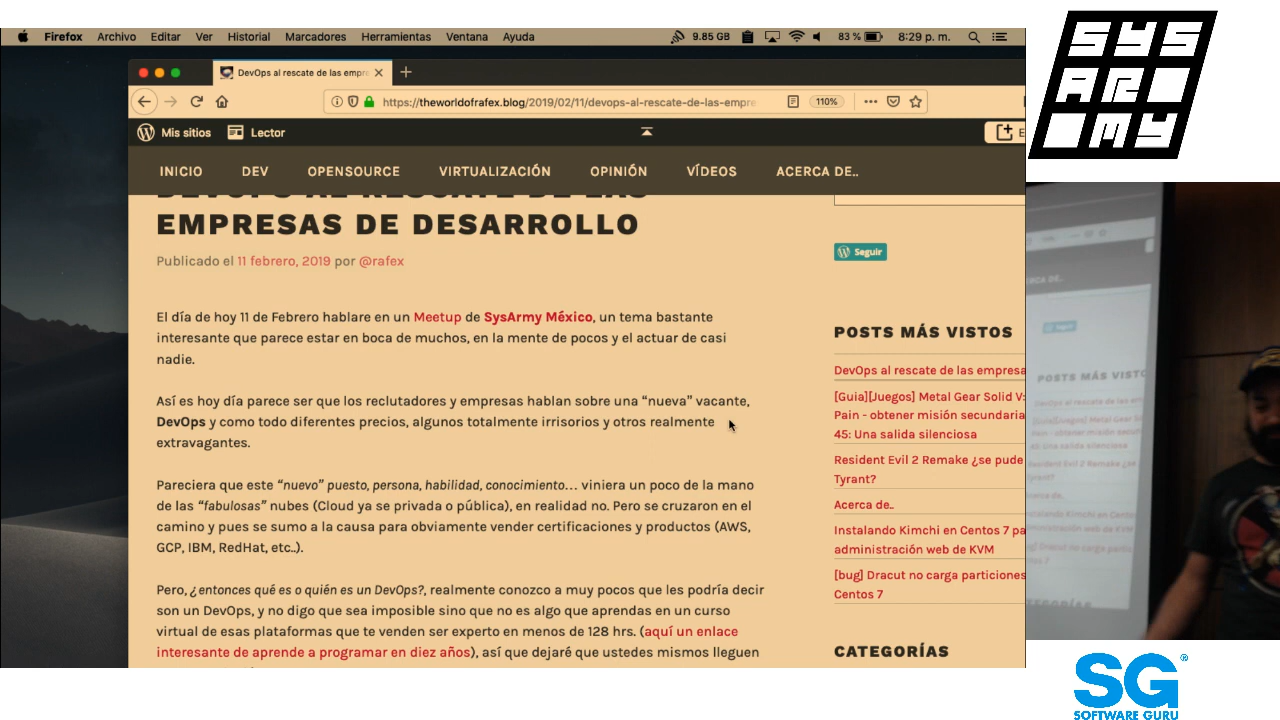 Firefox Archivo Editar Ver Historial Marcadores Herramientas Ventana Ayuda 9.85 GB 83 % 8:29 p. m.
DevOps al rescate de las empre
https://theworldofrafex.blog/2019/02/11/devops-al-rescate-de-las-empre 110%
Mis sitios Lector E
INICIO DEV OPENSOURCE VIRTUALIZACIÓN OPINIÓN VÍDEOS ACERCA DE..
DEVOPS AL RESCATE DE LAS
EMPRESAS DE DESARROLLO
Publicado el 11 febrero, 2019 por @rafex
El día de hoy 11 de Febrero hablare en un Meetup de SysArmy México, un tema bastante
interesante que parece estar en boca de muchos, en la mente de pocos y el actuar de casi
nadie.
Así es hoy día parece ser que los reclutadores y empresas hablan sobre una “nueva” vacante,
DevOps y como todo diferentes precios, algunos totalmente irrisorios y otros realmente
extravagantes.
Pareciera que este “nuevo” puesto, persona, habilidad, conocimiento… viniera un poco de la mano
de las “fabulosas” nubes (Cloud ya se privada o pública), en realidad no. Pero se cruzaron en el
camino y pues se sumo a la causa para obviamente vender certificaciones y productos (AWS,
GCP, IBM, RedHat, etc..).
Pero, ¿entonces qué es o quién es un DevOps?, realmente conozco a muy pocos que les podría decir
son un DevOps, y no digo que sea imposible sino que no es algo que aprendas en un curso
virtual de esas plataformas que te venden ser experto en menos de 128 hrs. (aquí un enlace
interesante de aprende a programar en diez años), así que dejaré que ustedes mismos lleguen
Seguir
POSTS MÁS VISTOS
DevOps al rescate de las empresa
[Guia][Juegos] Metal Gear Solid V:
Pain - obtener misión secundaria
45: Una salida silenciosa
Resident Evil 2 Remake ¿se pude
Tyrant?
Acerca de..
Instalando Kimchi en Centos 7 pa
administración web de KVM
[bug] Dracut no carga particiones
Centos 7
CATEGORÍAS
SYS
AR
MY
POSTS MÁS VISTO
SG®
SOFTWARE GURU